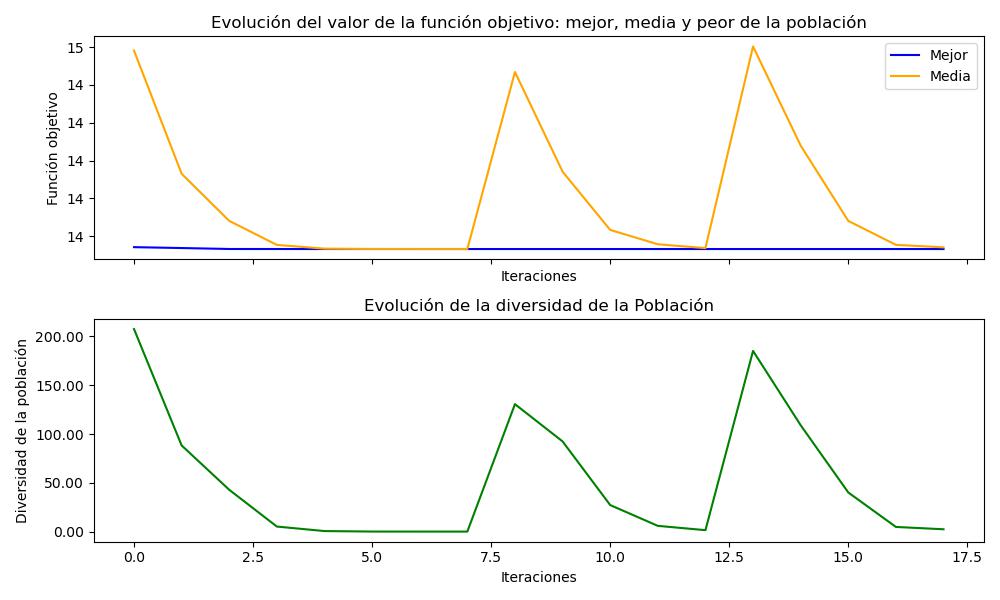 Evolución del valor de la función objetivo: mejor, media y peor de la población
15
14
14
14
14
14
Función objetivo
Mejor
Media
Iteraciones
Evolución de la diversidad de la Población
200.00
150.00
100.00
50.00
0.00
Diversidad de la población
0.0 2.5 5.0 7.5 10.0 12.5 15.0 17.5
Iteraciones